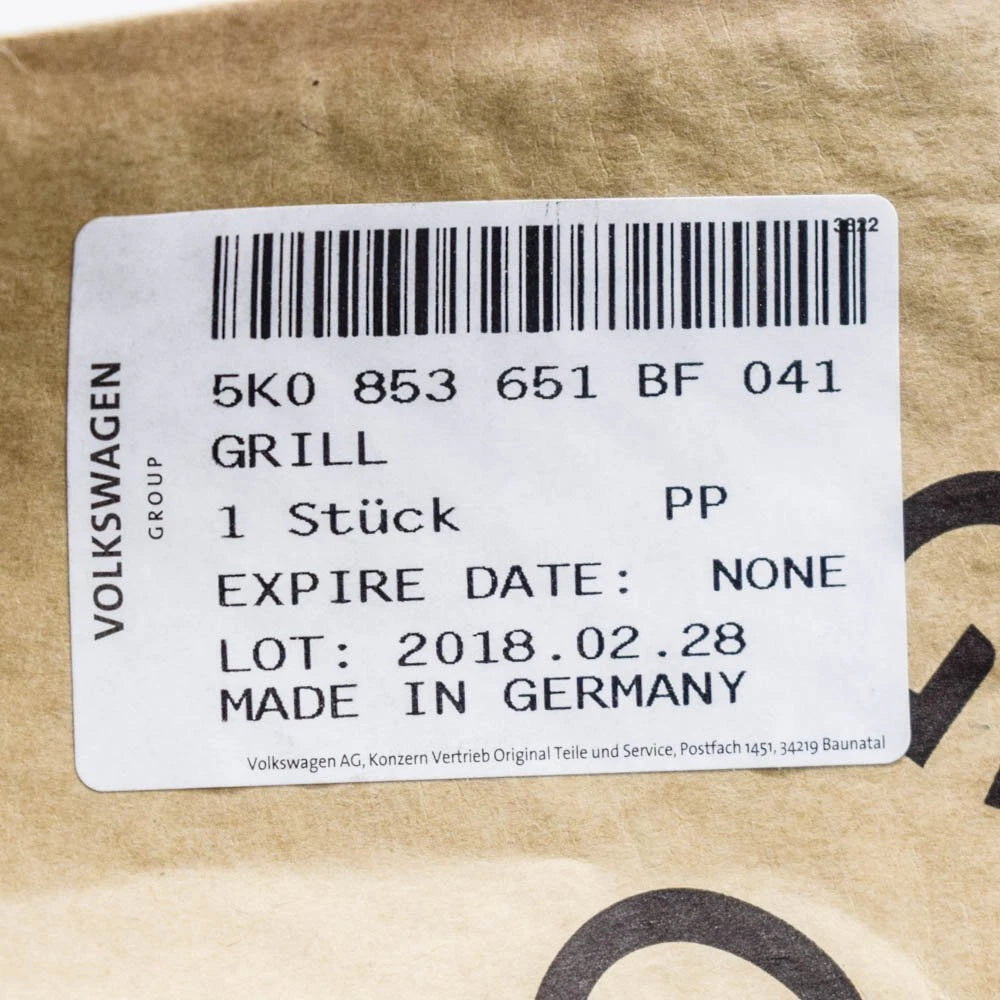 3822
5K0 853 651 BF 041
GRILL
1 Stück PP
EXPIRE DATE: NONE
LOT: 2018.02.28
MADE IN GERMANY
Volkswagen AG, Konzern Vertrieb Original Teile und Service, Postfach 1451, 34219 Baunatal
VOLKSWAGEN
GROUP